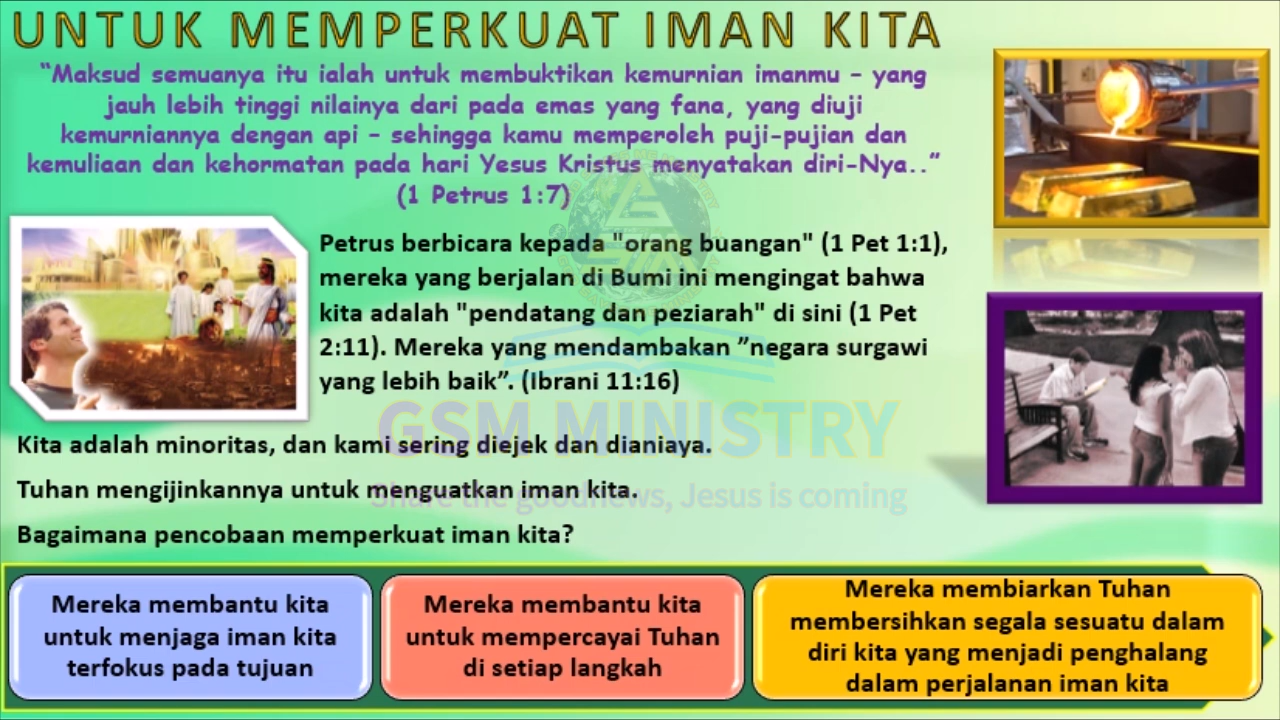 UNTUK MEMPERKUAT IMAN KITA
“Maksud semuanya itu ialah untuk membuktikan kemurnian imanmu – yang
jauh lebih tinggi nilainya dari pada emas yang fana, yang diuji
kemurniannya dengan api – sehingga kamu memperoleh puji-pujian dan
kemuliaan dan kehormatan pada hari Yesus Kristus menyatakan diri-Nya..”
(1 Petrus 1:7)
Petrus berbicara kepada "orang buangan" (1 Pet 1:1),
mereka yang berjalan di Bumi ini mengingat bahwa
kita adalah "pendatang dan peziarah" di sini (1 Pet
2:11). Mereka yang mendambakan ”negara surgawi
yang lebih baik”. (Ibrani 11:16)
GSM MINISTRY
Share the goodnews, Jesus is coming
Kita adalah minoritas, dan kami sering diejek dan dianiaya.
Tuhan mengijinkannya untuk menguatkan iman kita.
Bagaimana pencobaan memperkuat iman kita?
Mereka membantu kita
untuk menjaga iman kita
terfokus pada tujuan
Mereka membantu kita
untuk mempercayai Tuhan
di setiap langkah
Mereka membiarkan Tuhan
membersihkan segala sesuatu dalam
diri kita yang menjadi penghalang
dalam perjalanan iman kita